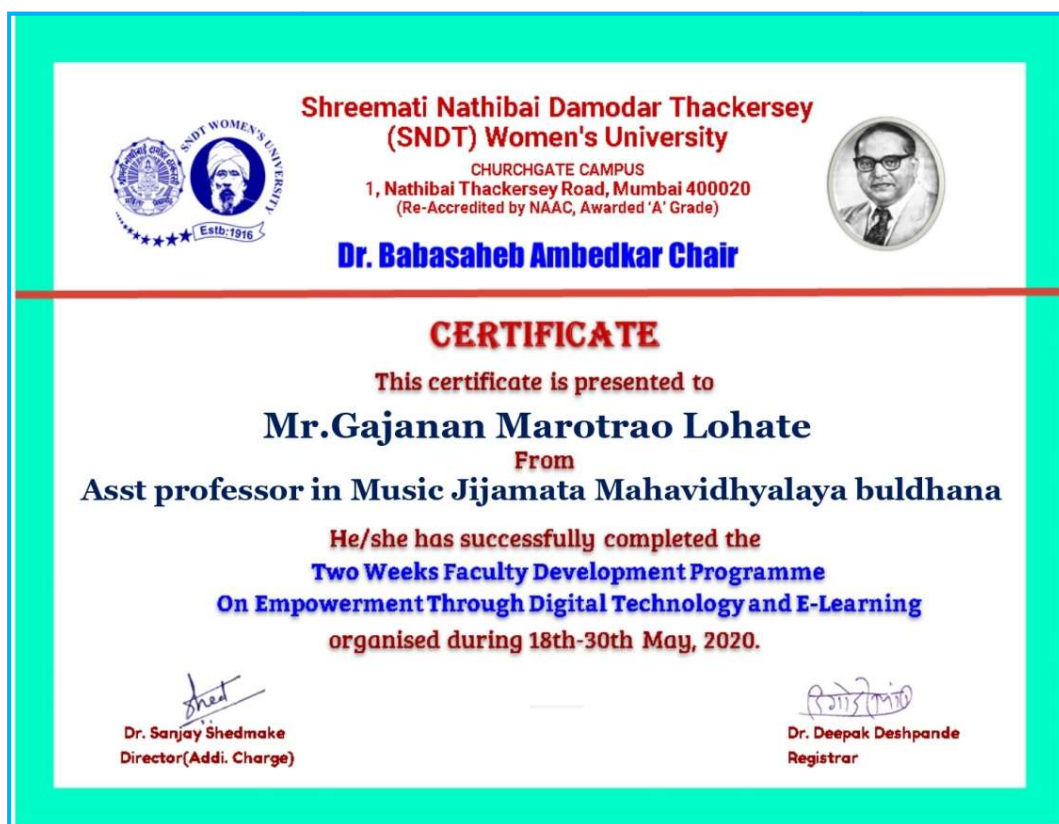 SNDT WOMEN'S UNIVERSITY
Estb:1916
Shreemati Nathibai Damodar Thackersey
(SNDT) Women's University
CHURCHGATE CAMPUS
1, Nathibai Thackersey Road, Mumbai 400020
(Re-Accredited by NAAC, Awarded 'A' Grade)
Dr. Babasaheb Ambedkar Chair
CERTIFICATE
This certificate is presented to
Mr.Gajanan Marotrao Lohate
From
Asst professor in Music Jijamata Mahavidhyalaya buldhana
He/she has successfully completed the
Two Weeks Faculty Development Programme
On Empowerment Through Digital Technology and E-Learning
organised during 18th-30th May, 2020.
Dr. Sanjay Shedmake
Director(Addi. Charge)
Dr. Deepak Deshpande
Registrar